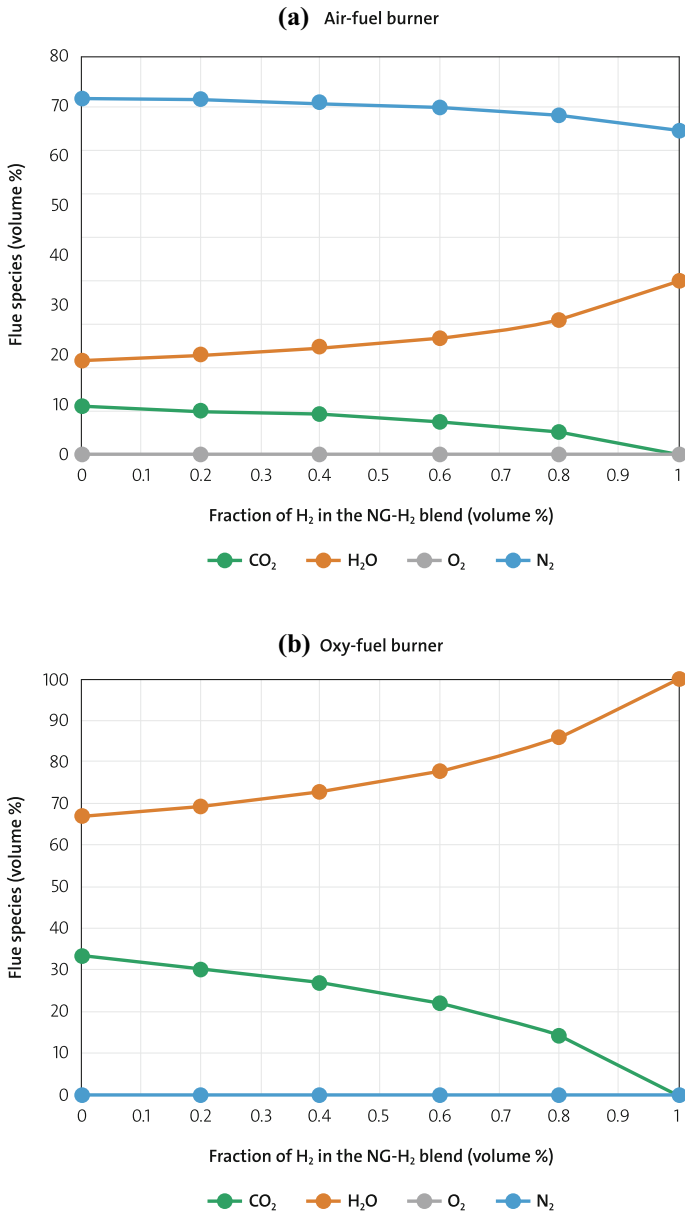 (a) Air-fuel burner
Flue species (volume %)
80
70
60
50
40
30
20
10
0
0 0.1 0.2 0.3 0.4 0.5 0.6 0.7 0.8 0.9 1
Fraction of H₂ in the NG-H₂ blend (volume %)
CO₂ H₂O O₂ N₂
(b) Oxy-fuel burner
Flue species (volume %)
100
90
80
70
60
50
40
30
20
10
0
0 0.1 0.2 0.3 0.4 0.5 0.6 0.7 0.8 0.9 1
Fraction of H₂ in the NG-H₂ blend (volume %)
CO₂ H₂O O₂ N₂